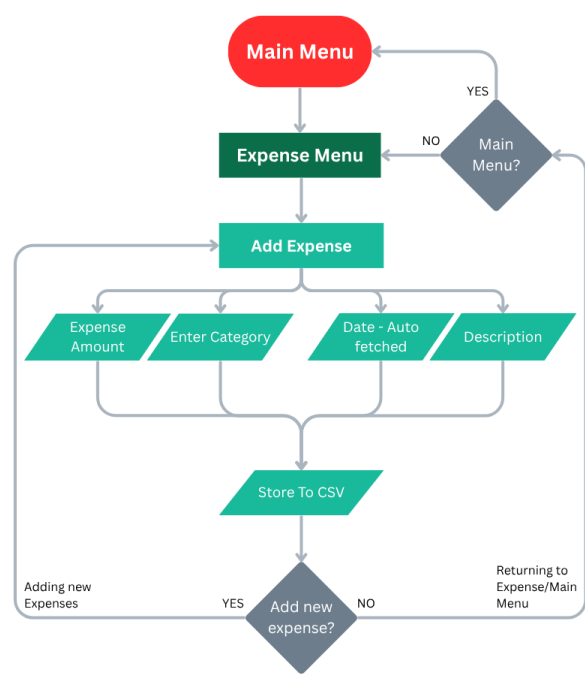 Main Menu
YES
NO
Main
Menu?
Expense Menu
Add Expense
Expense
Amount
Enter Category
Date - Auto
fetched
Description
Store To CSV
Adding new
Expenses
YES
Add new
expense?
NO
Returning to
Expense/Main
Menu